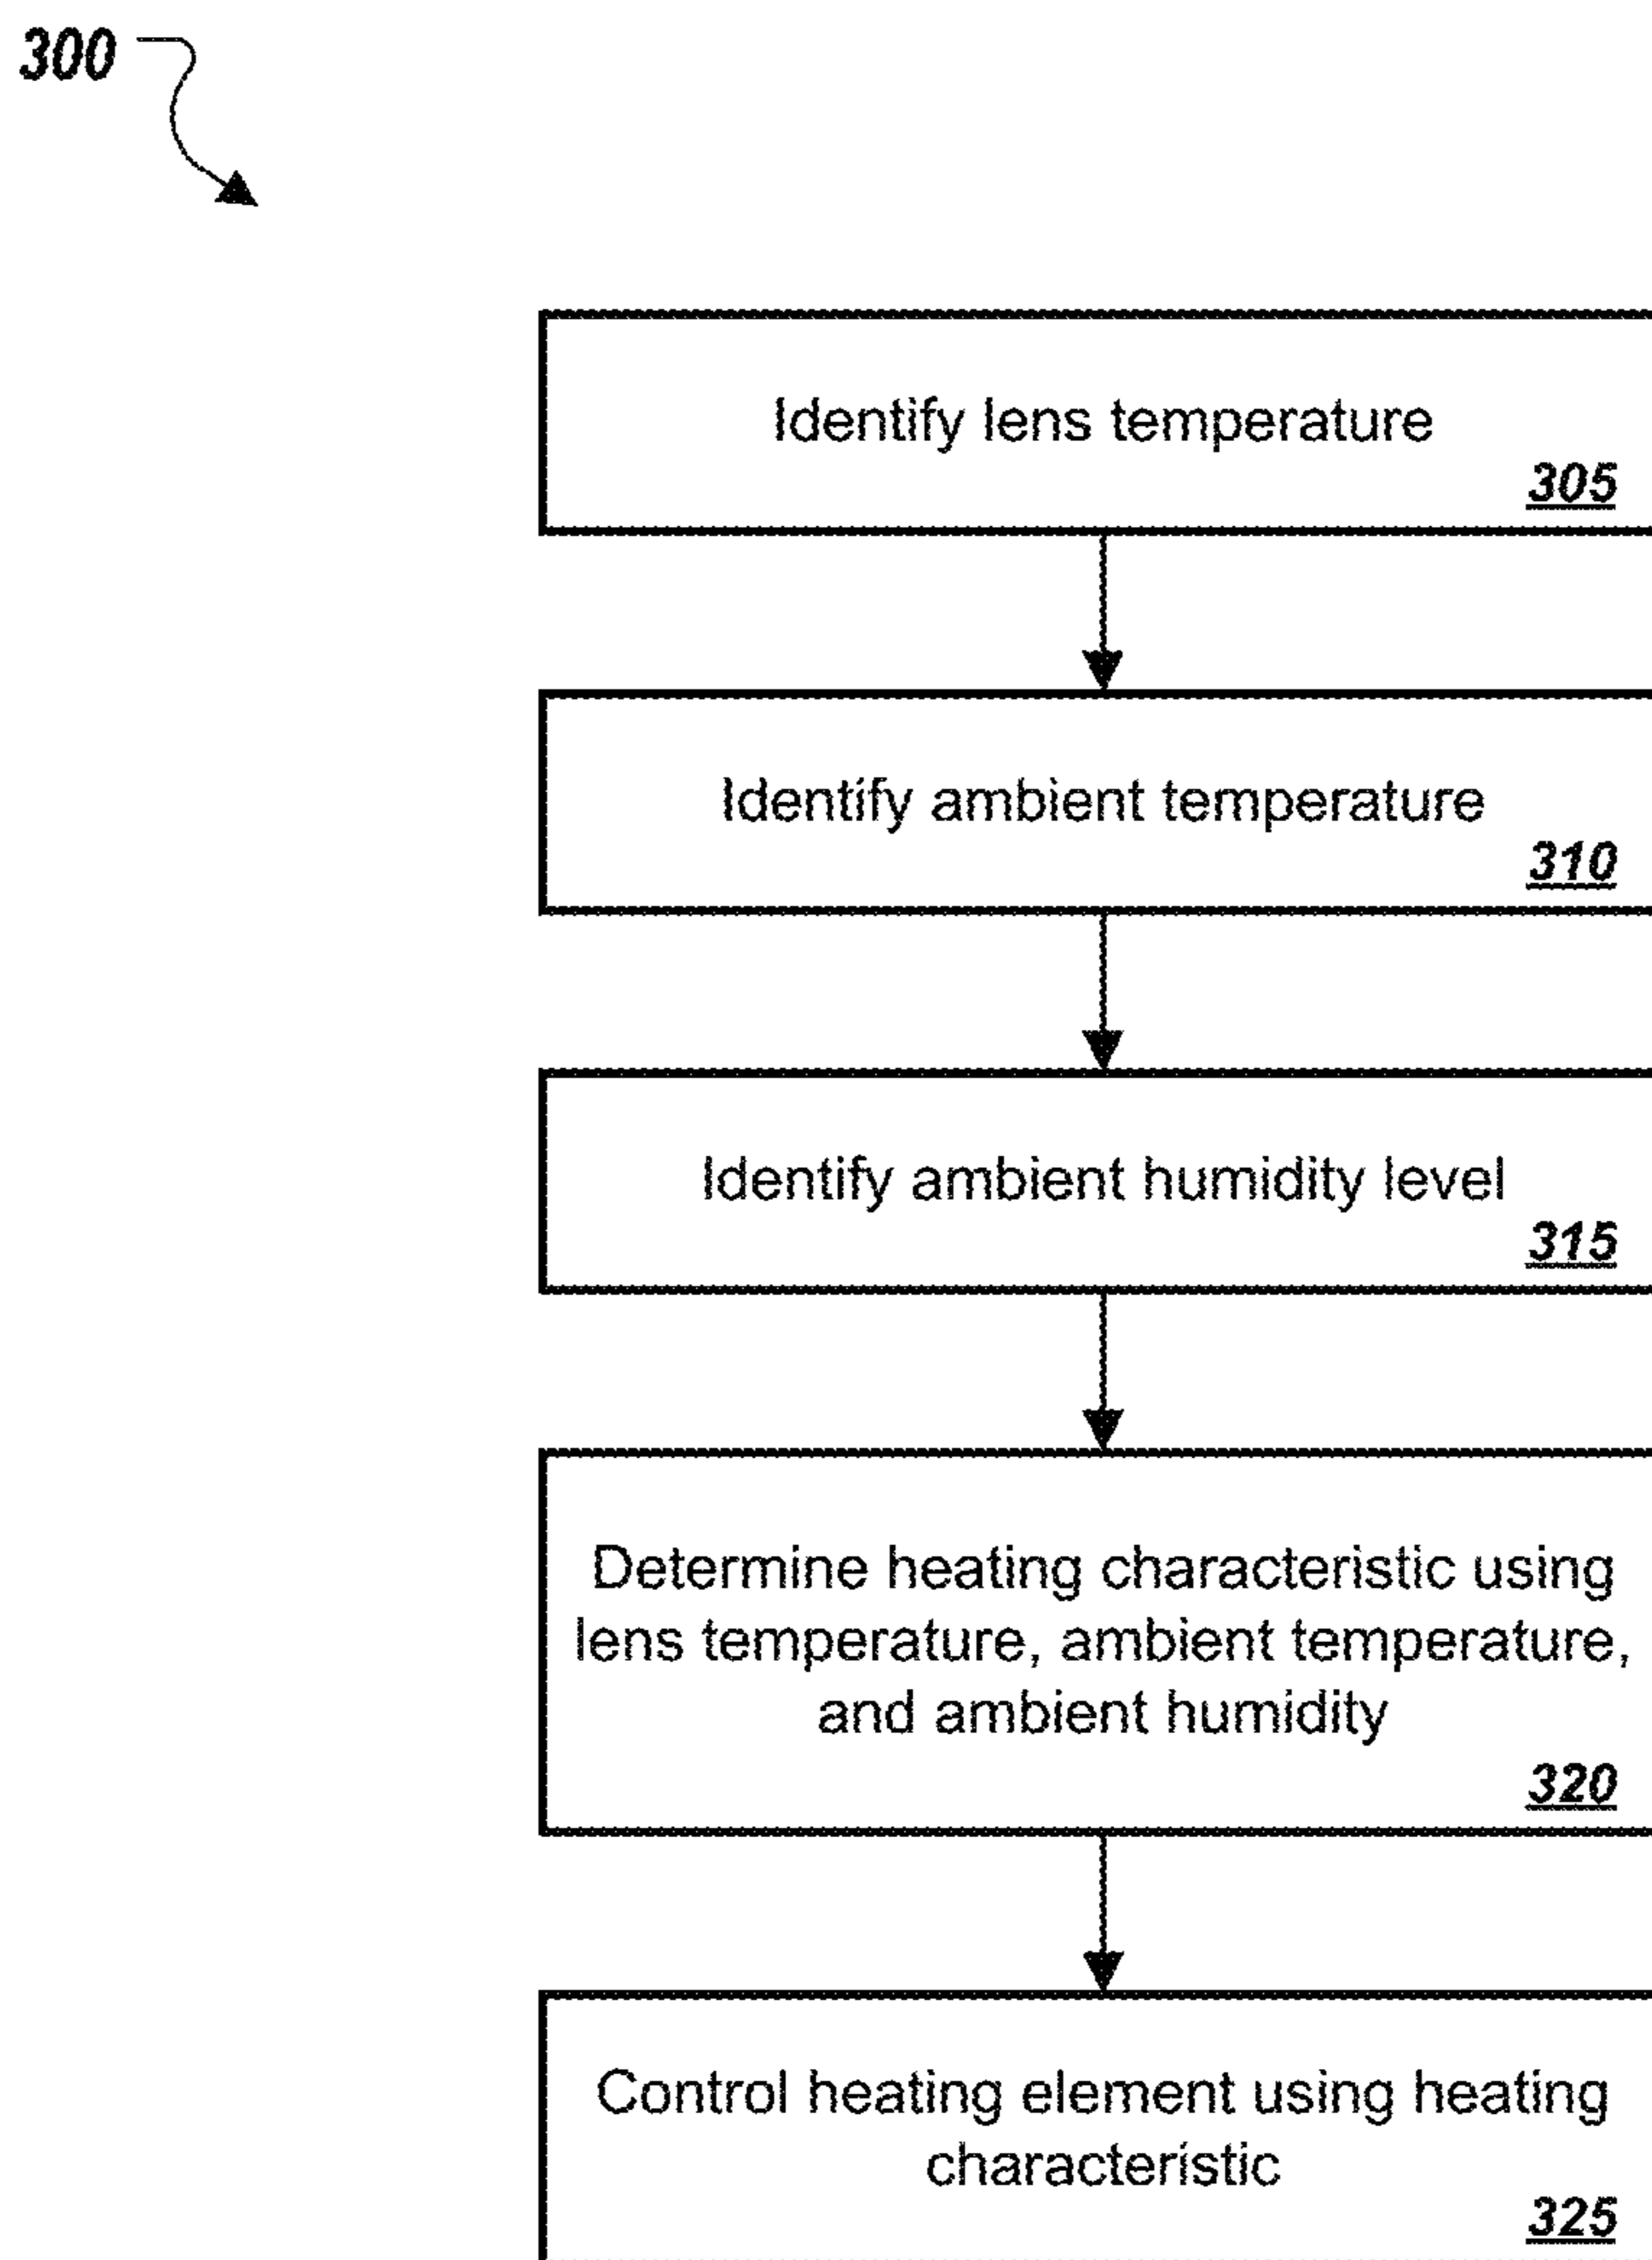 300
Identify lens temperature
305
Identify ambient temperature
310
Identify ambient humidity level
315
Determine heating characteristic using
lens temperature, ambient temperature,
and ambient humidity
320
Control heating element using heating
characteristic
325